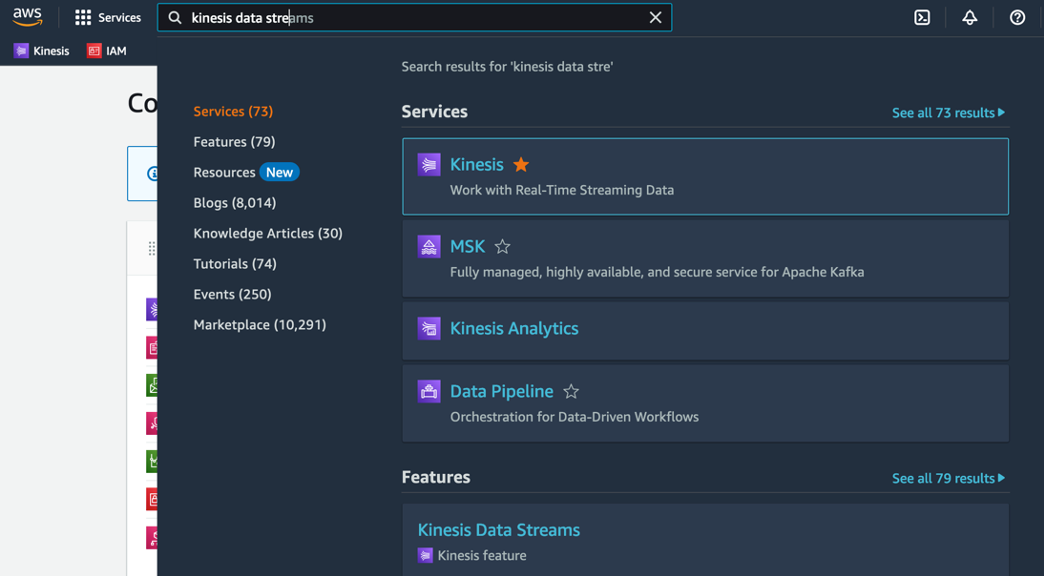 aws
Services
kinesis data streams
Kinesis
IAM
Co
Search results for 'kinesis data stre'
Services (73)
Features (79)
Resources New
Blogs (8,014)
Knowledge Articles (30)
Tutorials (74)
Events (250)
Marketplace (10,291)
Services
See all 73 results
Kinesis
Work with Real-Time Streaming Data
MSK
Fully managed, highly available, and secure service for Apache Kafka
Kinesis Analytics
Data Pipeline
Orchestration for Data-Driven Workflows
Features
See all 79 results
Kinesis Data Streams
Kinesis feature